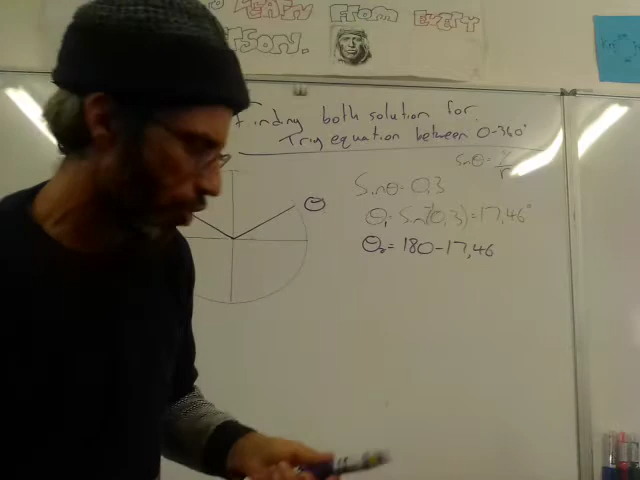 FROM EVERY
Finding both solution for
Trig equation between 0-360°
Sinθ = y/r
Sinθ = 0,3
θ₁ = Sin⁻¹(0,3) = 17,46°
θ
θ₂ = 180 - 17,46